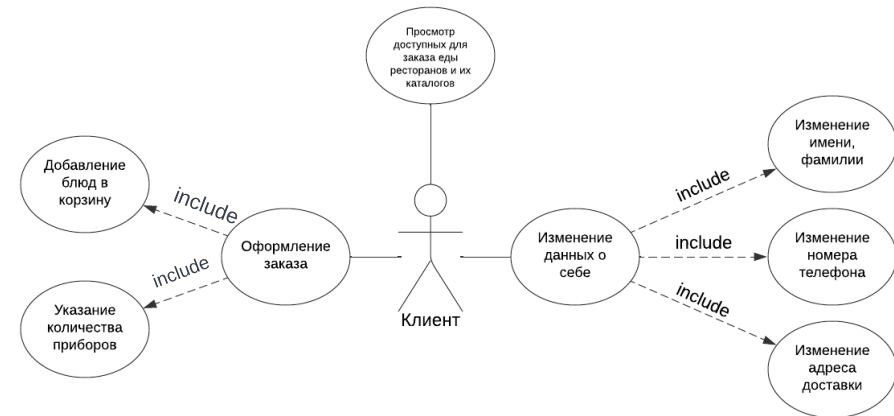 Просмотр
доступных для
заказа еды
ресторанов и их
каталогов
Добавление
блюд в
корзину
include
Оформление
заказа
include
Указание
количества
приборов
Клиент
Изменение
данных о
себе
include
Изменение
имени,
фамилии
include
Изменение
номера
телефона
include
Изменение
адреса
доставки